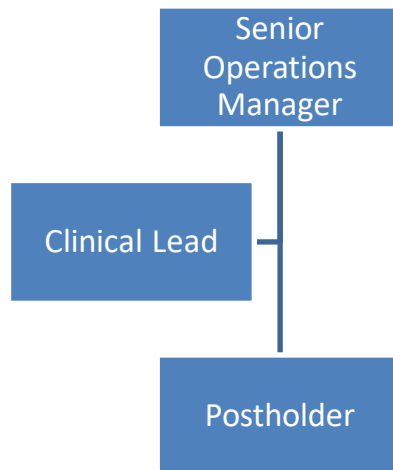 Senior
Operations
Manager
Clinical Lead
Postholder